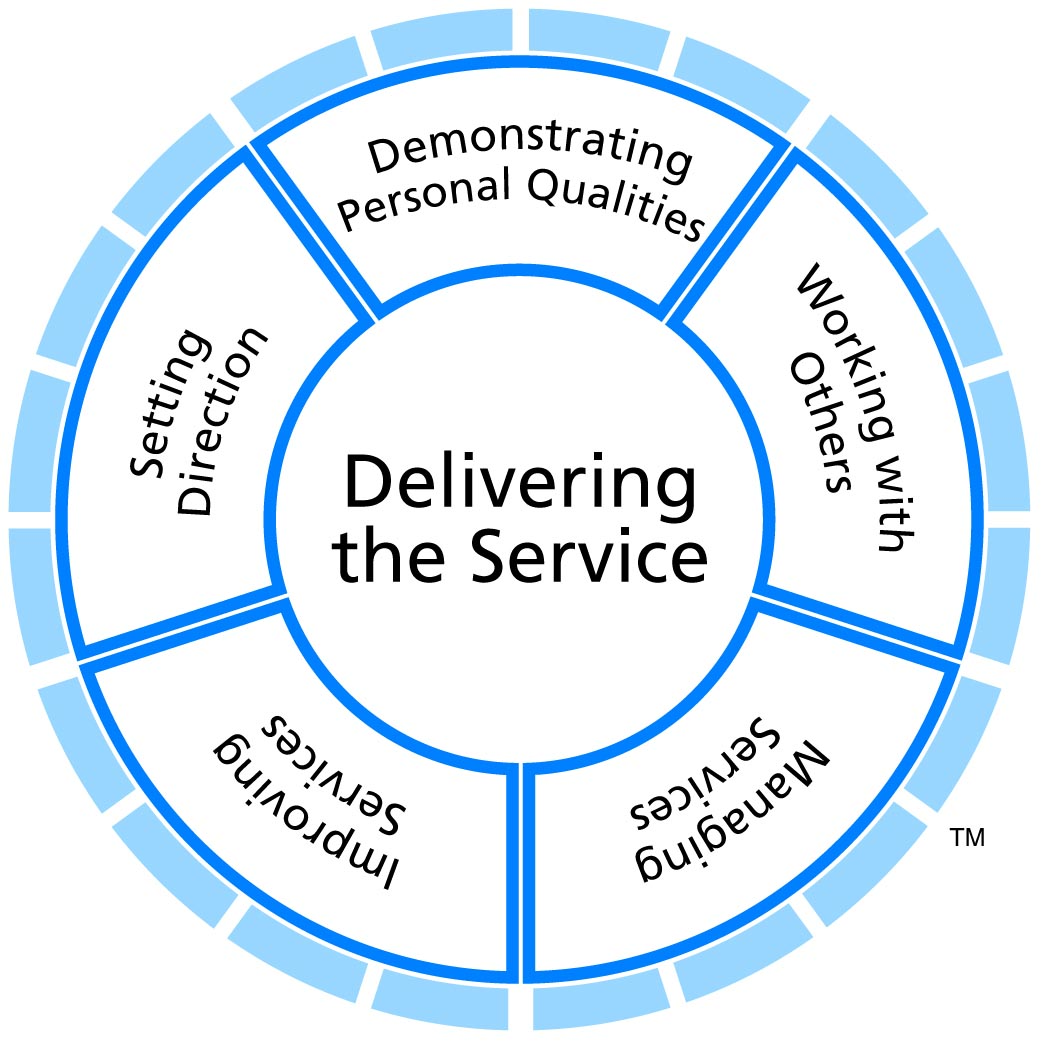 Demonstrating
Personal Qualities
Working with
Others
Managing
Services
Improving
Services
Setting
Direction
Delivering
the Service
TM